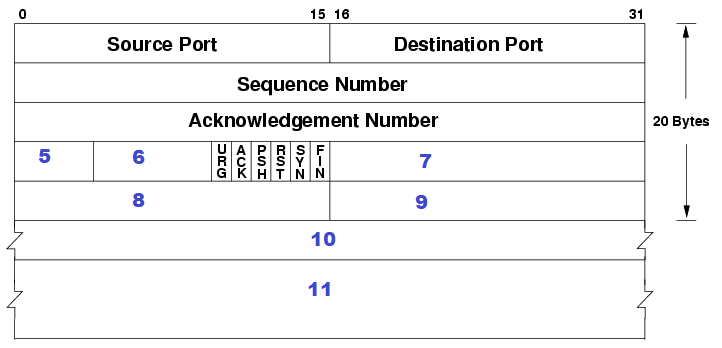 0 15 16 31
Source Port Destination Port
Sequence Number
Acknowledgement Number
20 Bytes
5 6 URG ACK PSH RST SYN FIN 7
8 9
10
11